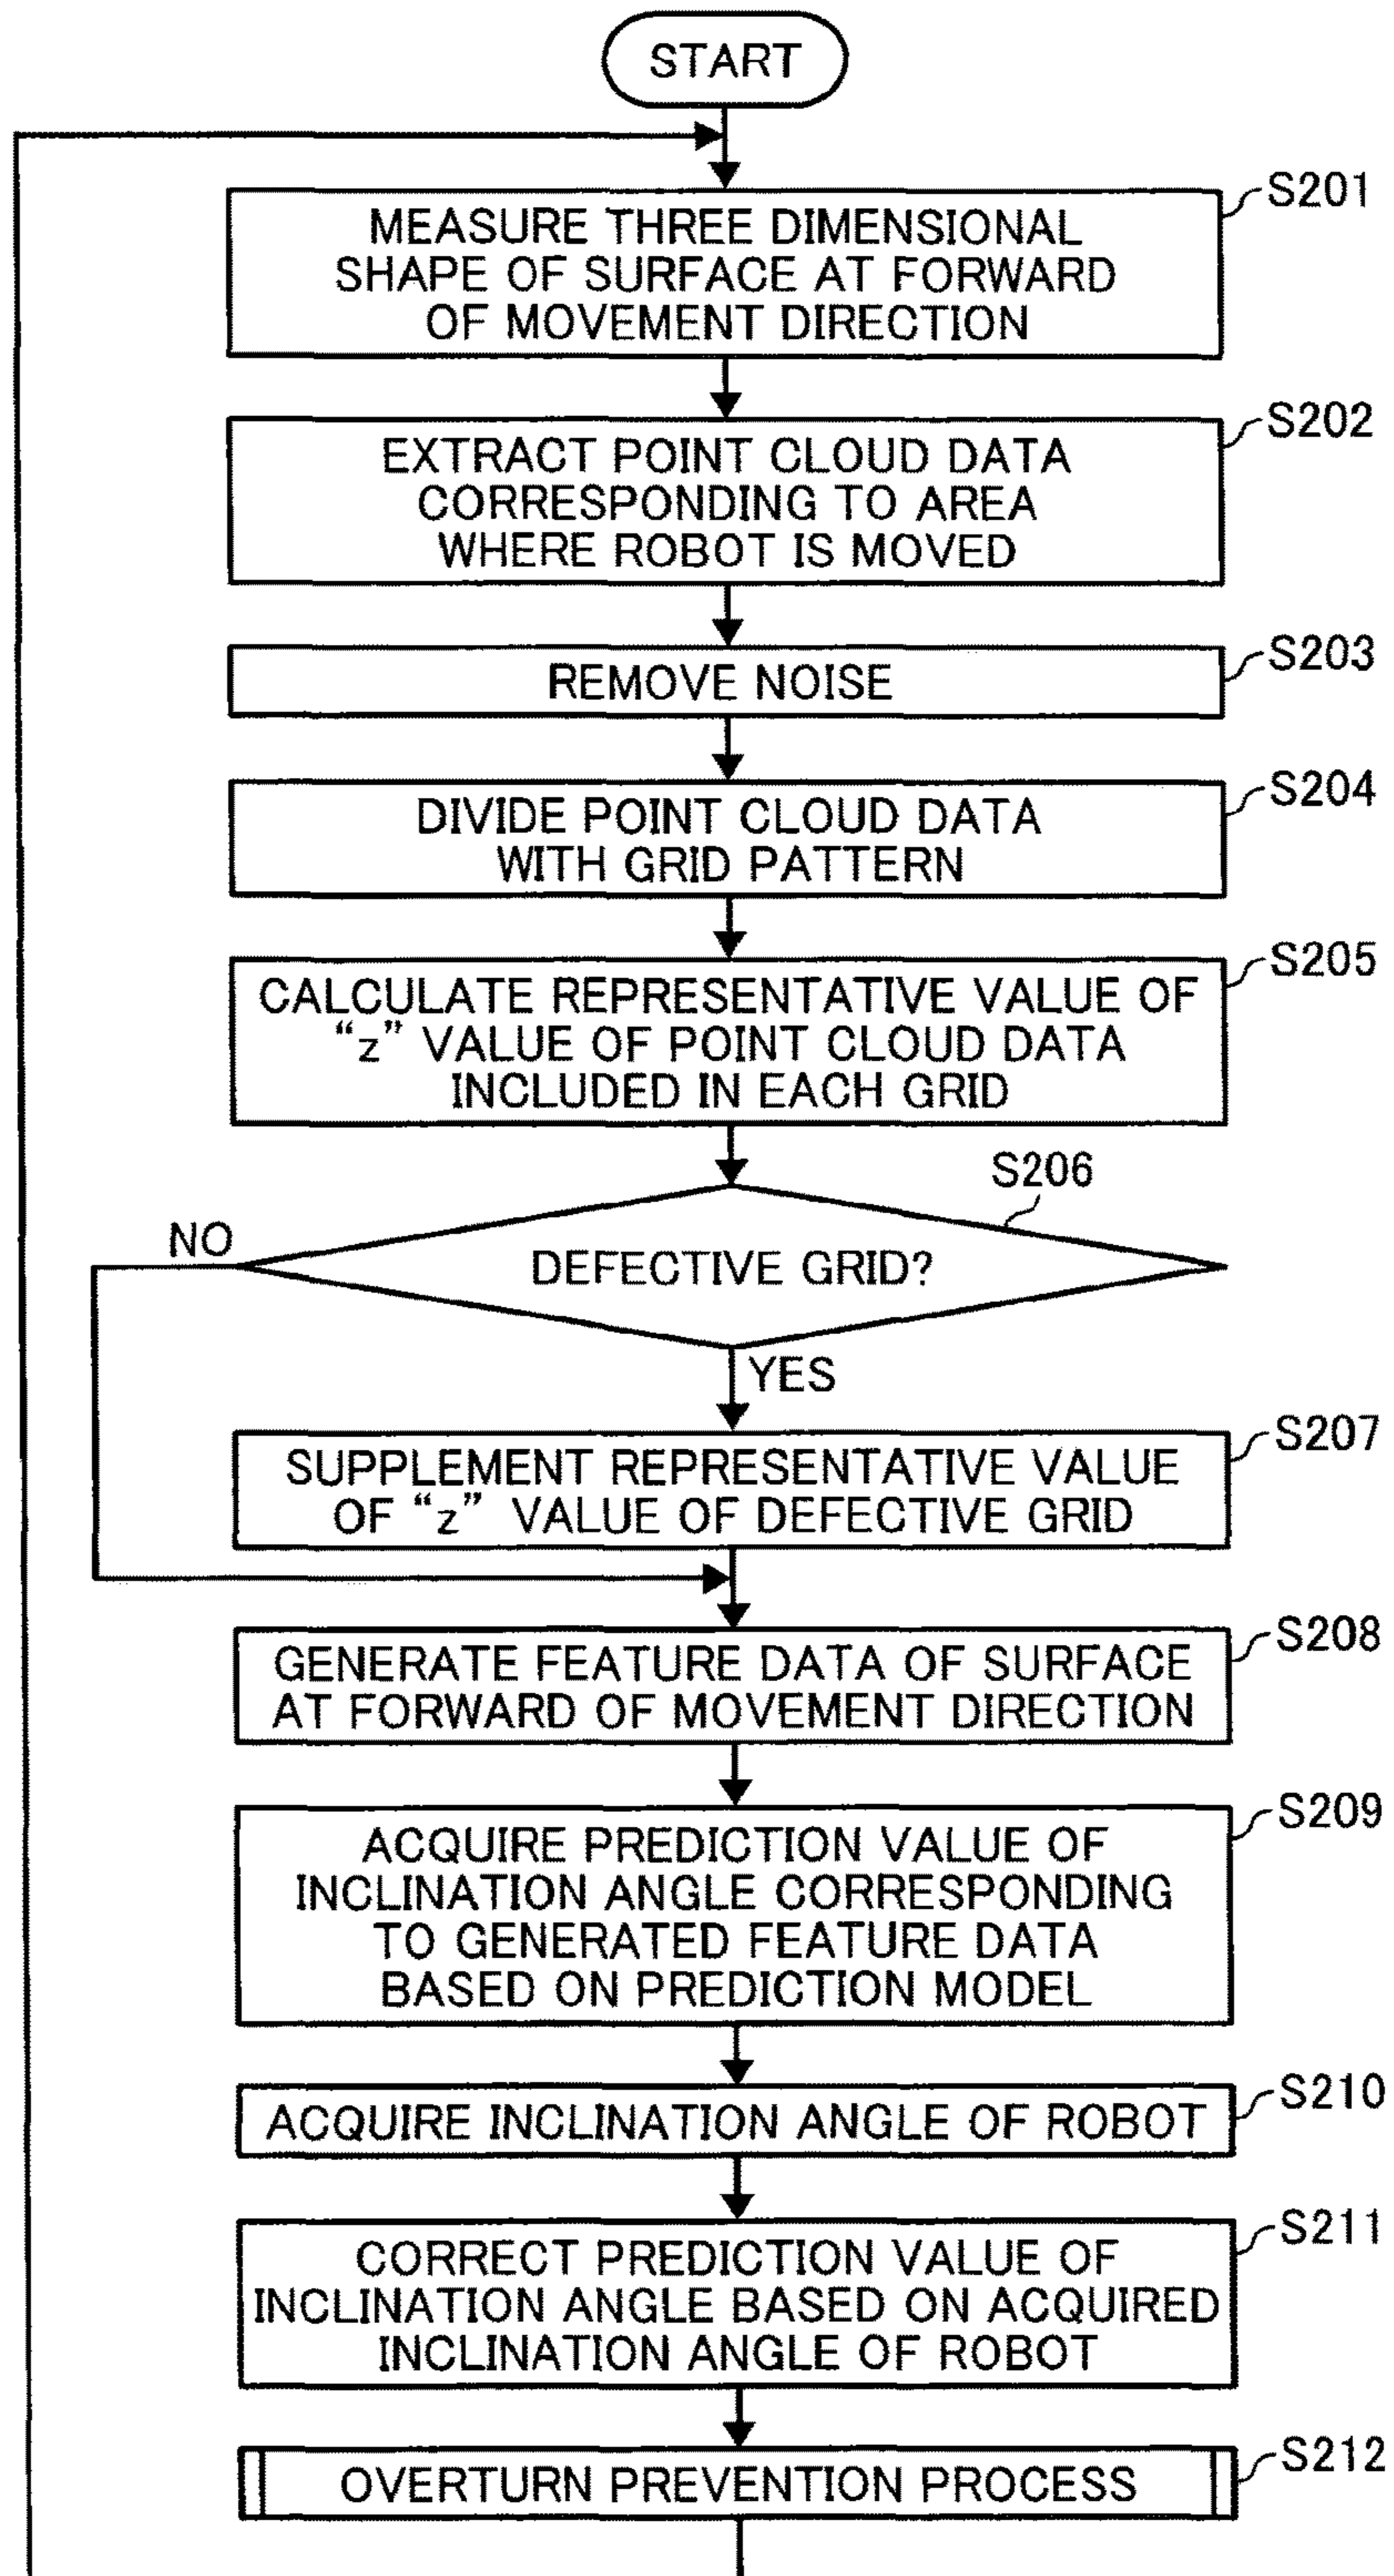 START
S201
MEASURE THREE DIMENSIONAL
SHAPE OF SURFACE AT FORWARD
OF MOVEMENT DIRECTION
S202
EXTRACT POINT CLOUD DATA
CORRESPONDING TO AREA
WHERE ROBOT IS MOVED
S203
REMOVE NOISE
S204
DIVIDE POINT CLOUD DATA
WITH GRID PATTERN
S205
CALCULATE REPRESENTATIVE VALUE OF
“z” VALUE OF POINT CLOUD DATA
INCLUDED IN EACH GRID
S206
NO
DEFECTIVE GRID?
YES
S207
SUPPLEMENT REPRESENTATIVE VALUE
OF “z” VALUE OF DEFECTIVE GRID
S208
GENERATE FEATURE DATA OF SURFACE
AT FORWARD OF MOVEMENT DIRECTION
S209
ACQUIRE PREDICTION VALUE OF
INCLINATION ANGLE CORRESPONDING
TO GENERATED FEATURE DATA
BASED ON PREDICTION MODEL
S210
ACQUIRE INCLINATION ANGLE OF ROBOT
S211
CORRECT PREDICTION VALUE OF
INCLINATION ANGLE BASED ON ACQUIRED
INCLINATION ANGLE OF ROBOT
S212
OVERTURN PREVENTION PROCESS